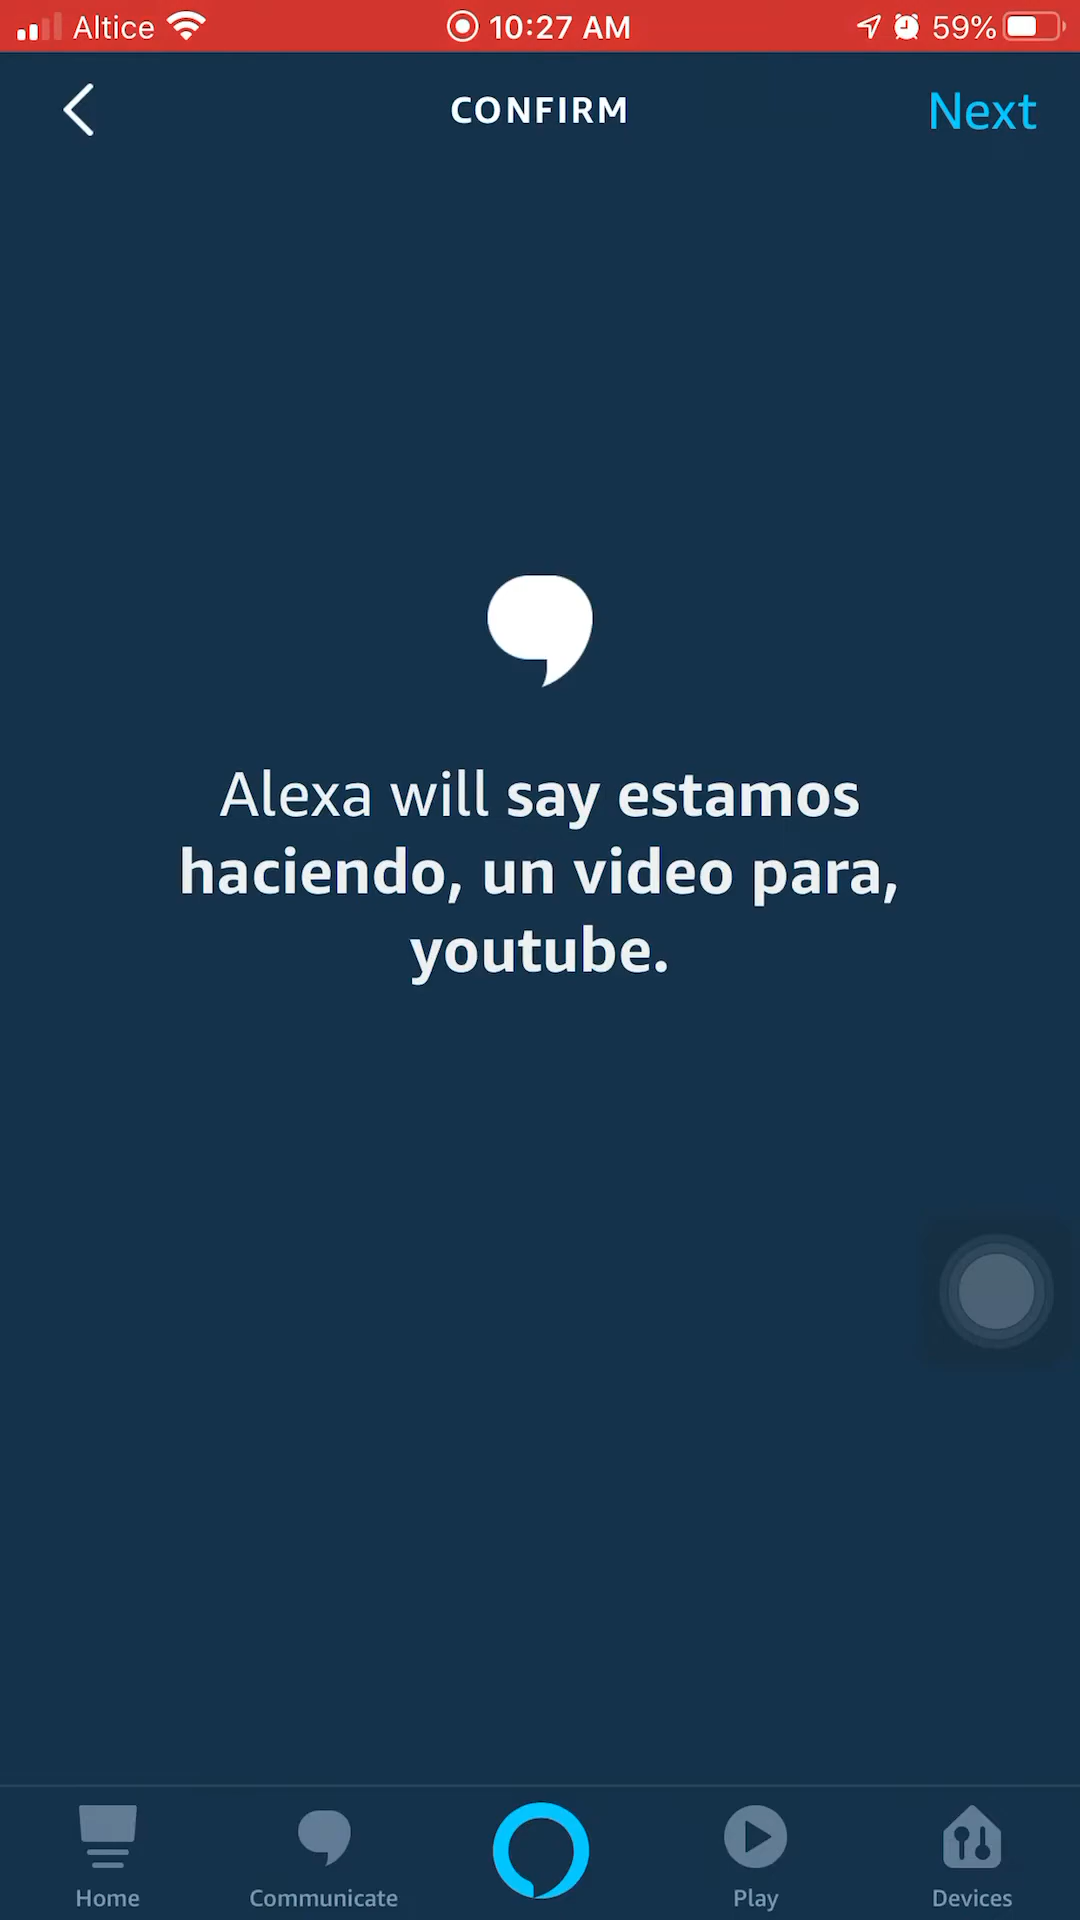 Altice 10:27 AM 59%
CONFIRM Next
Alexa will say estamos
haciendo, un video para,
youtube.
Home Communicate Play Devices